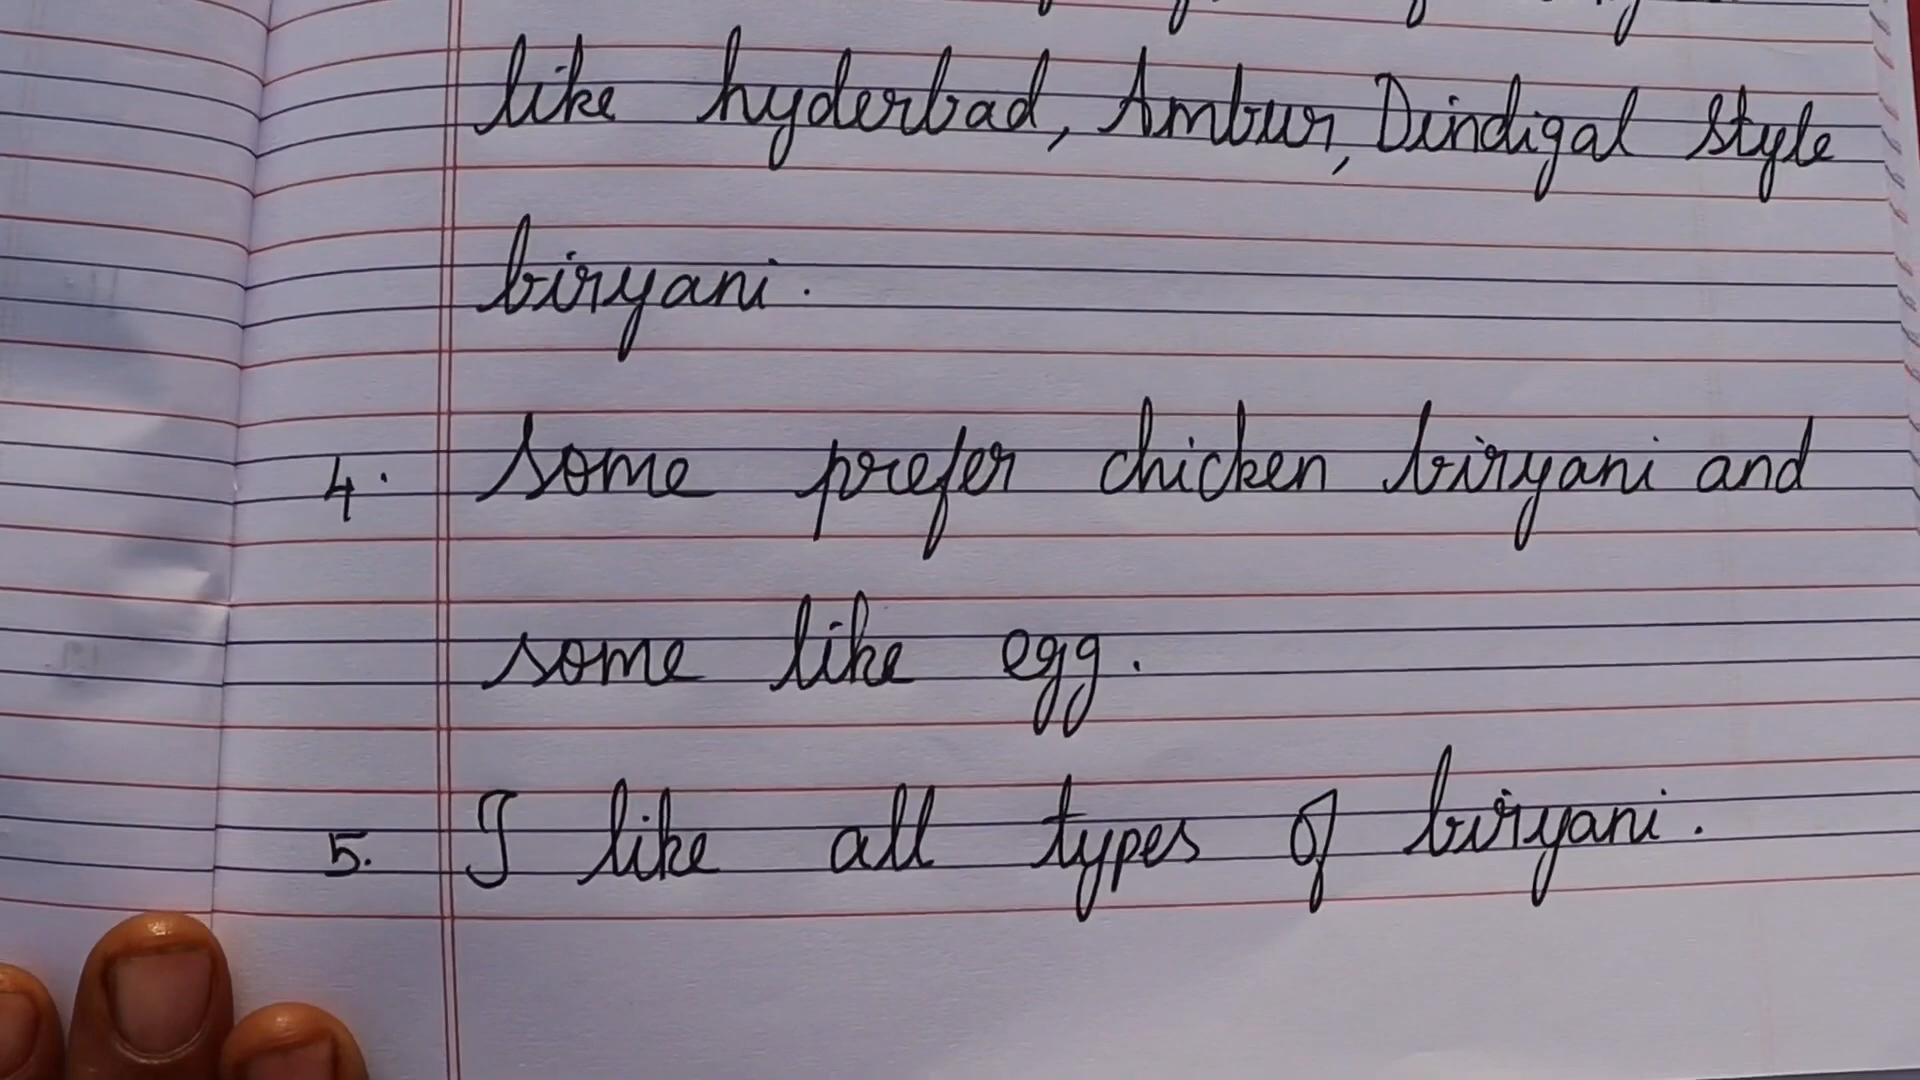 like hyderbad, Ambur, Dindigal style
biryani.
4. Some prefer chicken biryani and
some like egg.
5. I like all types of biryani.